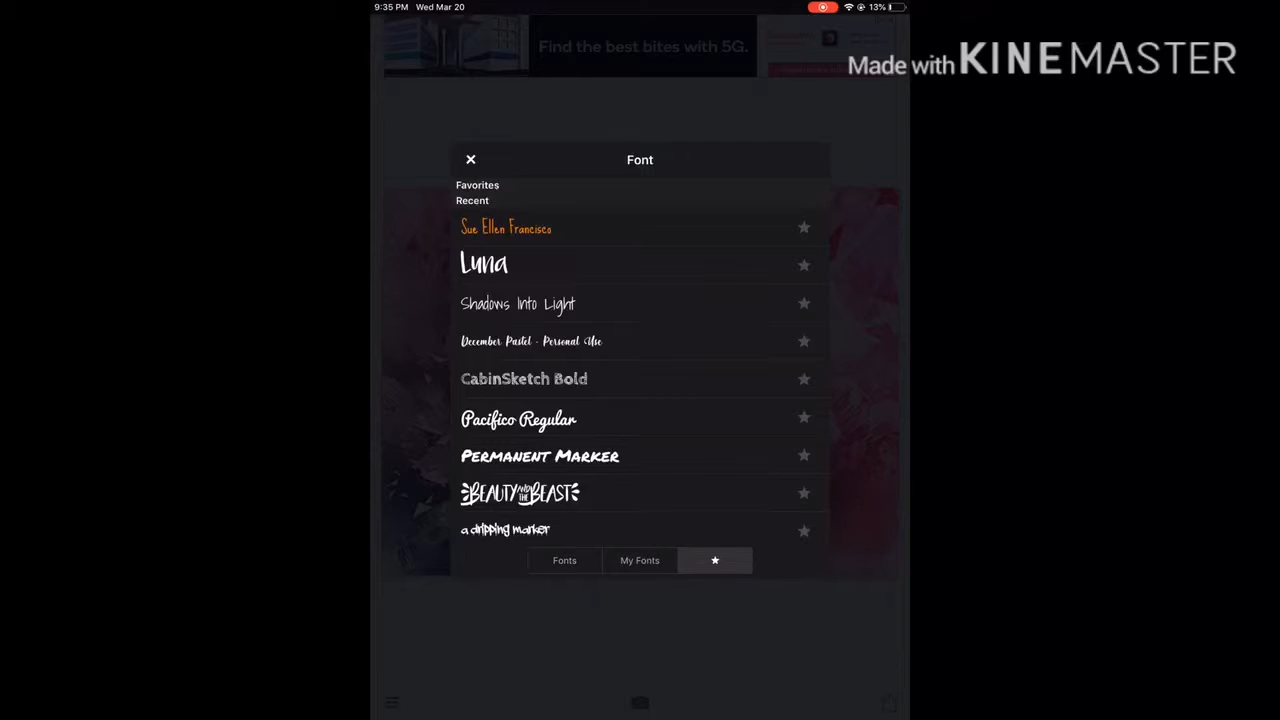 9:35 PM Wed Mar 20
13%
Find the best bites with 5G.
Made with KINEMASTER
Font
Favorites
Recent
Sue Ellen Francisco
Luna
Shadows Into Light
December Pastel - Personal Use
CabinSketch Bold
Pacifico Regular
PERMANENT MARKER
BEAUTY AND THE BEAST
a dripping marker
Fonts
My Fonts